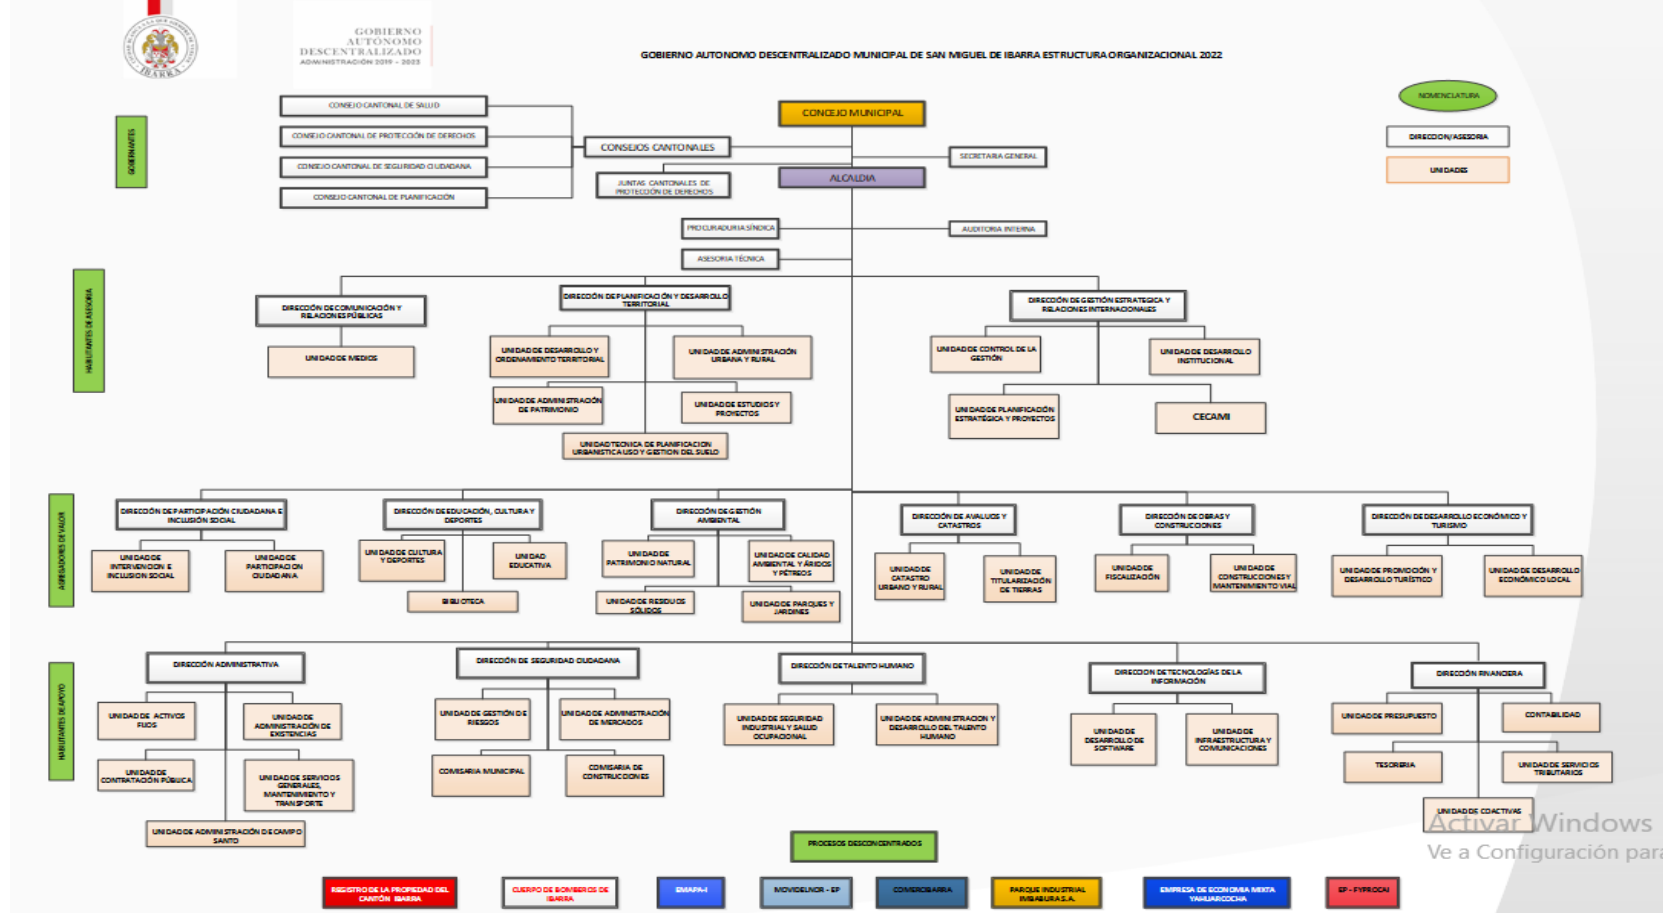 GOBIERNO
AUTÓNOMO
DESCENTRALIZADO
ADMINISTRACIÓN 2019 - 2023
IBARRA
GOBIERNO AUTONOMO DESCENTRALIZADO MUNICIPAL DE SAN MIGUEL DE IBARRA ESTRUCTURA ORGANIZACIONAL 2022
NOMENCLATURA
DIRECCION/ASESORIA
UNIDADES
GOBERNANTES
CONSEJO CANTONAL DE SALUD
CONSEJO CANTONAL DE PROTECCIÓN DE DERECHOS
CONSEJO CANTONAL DE SEGURIDAD CIUDADANA
CONSEJO CANTONAL DE PLANIFICACIÓN
CONSEJOS CANTONALES
JUNTAS CANTONALES DE
PROTECCIÓN DE DERECHOS
CONCEJO MUNICIPAL
SECRETARIA GENERAL
ALCALDIA
PROCURADURIA SÍNDICA
AUDITORIA INTERNA
ASESORIA TÉCNICA
HABILITANTES DE ASESORIA
DIRECCIÓN DE COMUNICACIÓN Y
RELACIONES PÚBLICAS
UNIDAD DE MEDIOS
DIRECCIÓN DE PLANIFICACIÓN Y DESARROLLO
TERRITORIAL
UNIDAD DE DESARROLLO Y
ORDENAMIENTO TERRITORIAL
UNIDAD DE ADMINISTRACIÓN
URBANA Y RURAL
UNIDAD DE ADMINISTRACIÓN
DE PATRIMONIO
UNIDAD DE ESTUDIOS Y
PROYECTOS
UNIDAD TECNICA DE PLANIFICACION
URBANISTICA USO Y GESTION DEL SUELO
DIRECCIÓN DE GESTIÓN ESTRATEGICA Y
RELACIONES INTERNACIONALES
UNIDAD DE CONTROL DE LA
GESTIÓN
UNIDAD DE DESARROLLO
INSTITUCIONAL
UNIDAD DE PLANIFICACIÓN
ESTRATÉGICA Y PROYECTOS
CECAMI
AGREGADORES DE VALOR
DIRECCIÓN DE PARTICIPACIÓN CIUDADANA E
INCLUSIÓN SOCIAL
UNIDAD DE
INTERVENCION E
INCLUSION SOCIAL
UNIDAD DE
PARTICIPACION
CIUDADANA
DIRECCIÓN DE EDUCACIÓN, CULTURA Y
DEPORTES
UNIDAD DE CULTURA
Y DEPORTES
UNIDAD
EDUCATIVA
BIBLIOTECA
DIRECCIÓN DE GESTIÓN
AMBIENTAL
UNIDAD DE
PATRIMONIO NATURAL
UNIDAD DE CALIDAD
AMBIENTAL Y ÁRIDOS
Y PÉTREOS
UNIDAD DE RESIDUOS
SÓLIDOS
UNIDAD DE PARQUES Y
JARDINES
DIRECCIÓN DE AVALUOS Y
CATASTROS
UNIDAD DE
CATASTRO
URBANO Y RURAL
UNIDAD DE
TITULARIZACIÓN
DE TIERRAS
DIRECCIÓN DE OBRAS Y
CONSTRUCCIONES
UNIDAD DE
FISCALIZACIÓN
UNIDAD DE
CONSTRUCCIONES Y
MANTENIMIENTO VIAL
DIRECCIÓN DE DESARROLLO ECONÓMICO Y
TURISMO
UNIDAD DE PROMOCIÓN Y
DESARROLLO TURÍSTICO
UNIDAD DE DESARROLLO
ECONÓMICO LOCAL
HABILITANTES DE APOYO
DIRECCIÓN ADMINISTRATIVA
UNIDAD DE ACTIVOS
FIJOS
UNIDAD DE
ADMINISTRACIÓN DE
EXISTENCIAS
UNIDAD DE
CONTRATACIÓN PÚBLICA
UNIDAD DE SERVICIOS
GENERALES,
MANTENIMIENTO Y
TRANSPORTE
UNIDAD DE ADMINISTRACIÓN DE CAMPO
SANTO
DIRECCIÓN DE SEGURIDAD CIUDADANA
UNIDAD DE GESTIÓN DE
RIESGOS
UNIDAD DE ADMINISTRACIÓN
DE MERCADOS
COMISARIA MUNICIPAL
COMISARIA DE
CONSTRUCCIONES
DIRECCIÓN DE TALENTO HUMANO
UNIDAD DE SEGURIDAD
INDUSTRIAL Y SALUD
OCUPACIONAL
UNIDAD DE ADMINISTRACION Y
DESARROLLO DEL TALENTO
HUMANO
DIRECCION DE TECNOLOGÍAS DE LA
INFORMACIÓN
UNIDAD DE
DESARROLLO DE
SOFTWARE
UNIDAD DE
INFRAESTRUCTURA Y
COMUNICACIONES
DIRECCIÓN FINANCIERA
UNIDAD DE PRESUPUESTO
CONTABILIDAD
TESORERIA
UNIDAD DE SERVICIOS
TRIBUTARIOS
UNIDAD DE COACTIVAS
Activar Windows
Ve a Configuración para
PROCESOS DESCONCENTRADOS
REGISTRO DE LA PROPIEDAD DEL
CANTÓN IBARRA
CUERPO DE BOMBEROS DE
IBARRA
EMAPA-I
MOVIDELNOR - EP
COMERCIBARRA
PARQUE INDUSTRIAL
IMBABURA S.A.
EMPRESA DE ECONOMIA MIXTA
YAHUARCOCHA
EP - FYPROCAI